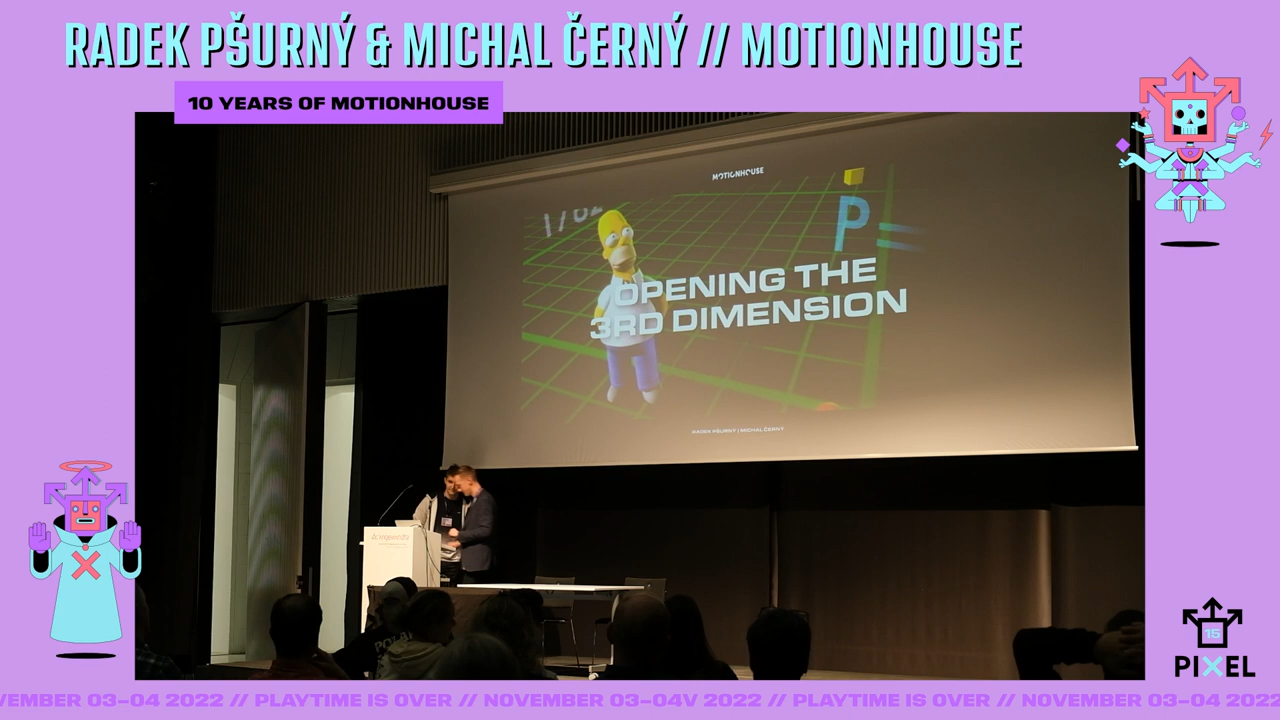 RADEK PŠURNÝ & MICHAL ČERNÝ // MOTIONHOUSE
10 YEARS OF MOTIONHOUSE
MOTIONHOUSE
P
OPENING THE
3RD DIMENSION
RADEK PŠURNÝ | MICHAL ČERNÝ
15
PIXEL
VEMBER 03–04 2022 // PLAYTIME IS OVER // NOVEMBER 03–04V 2022 // PLAYTIME IS OVER // NOVEMBER 03–04 2022